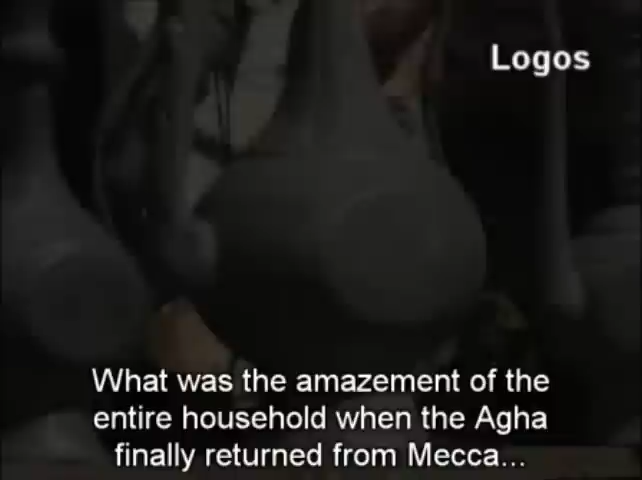 Logos
What was the amazement of the
entire household when the Agha
finally returned from Mecca...